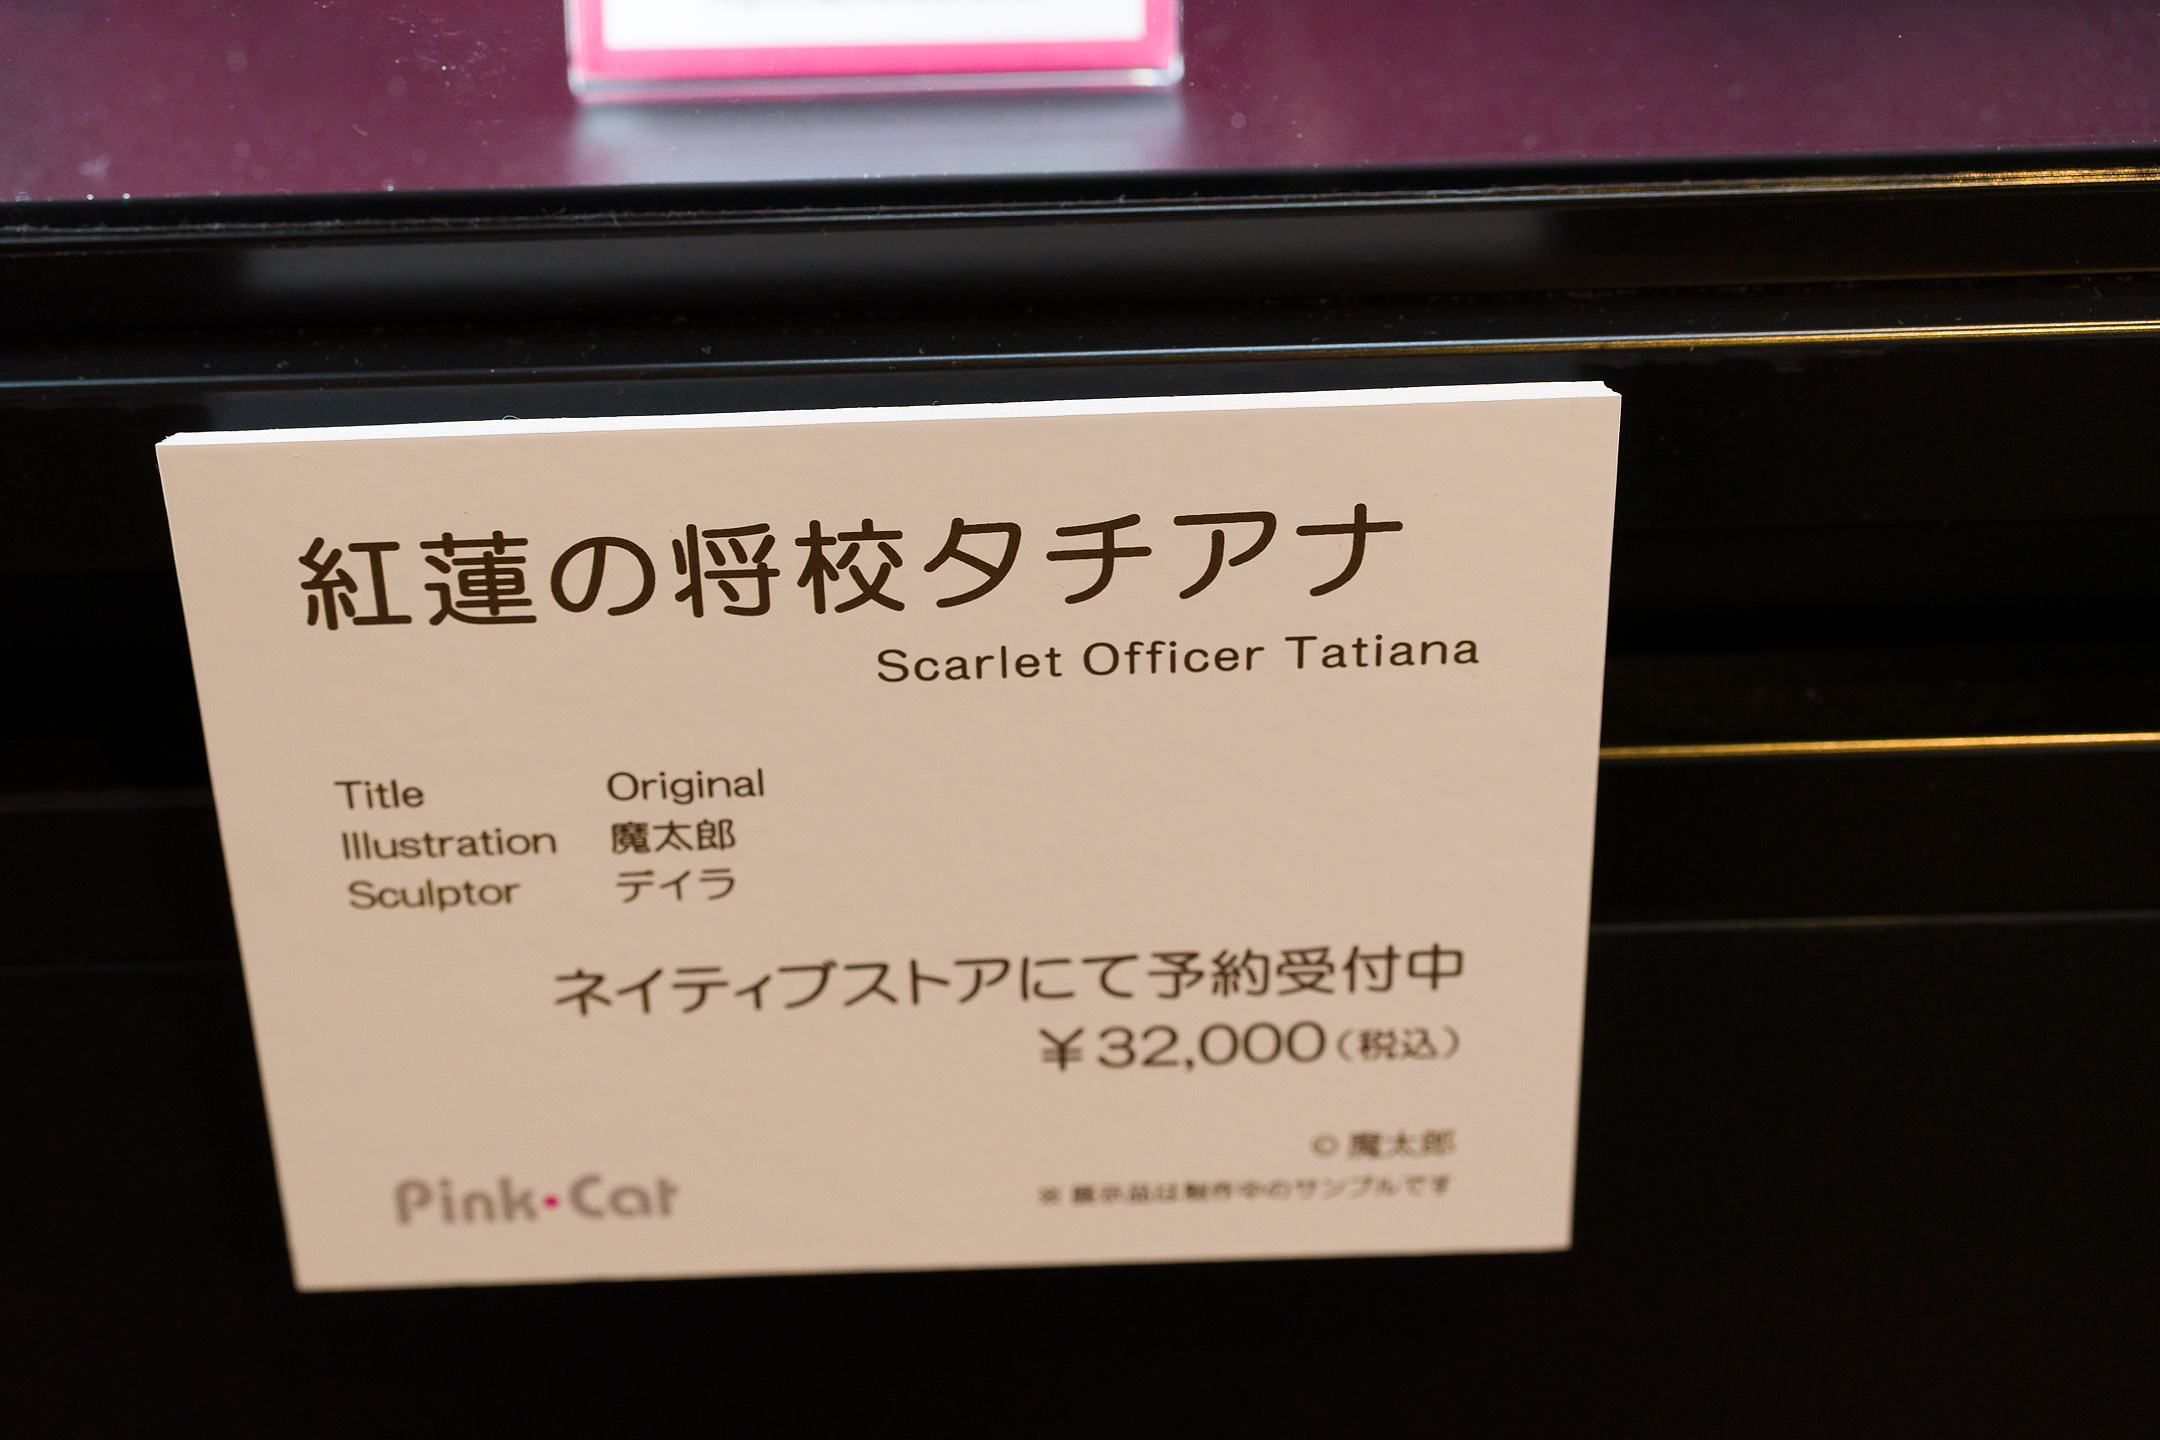 紅蓮の将校タチアナ
Scarlet Officer Tatiana
Title Original
Illustration 魔太郎
Sculptor デイラ
ネイティブストアにて予約受付中
¥32,000(税込)
© 魔太郎
※展示品は制作中のサンプルです
Pink・Cat